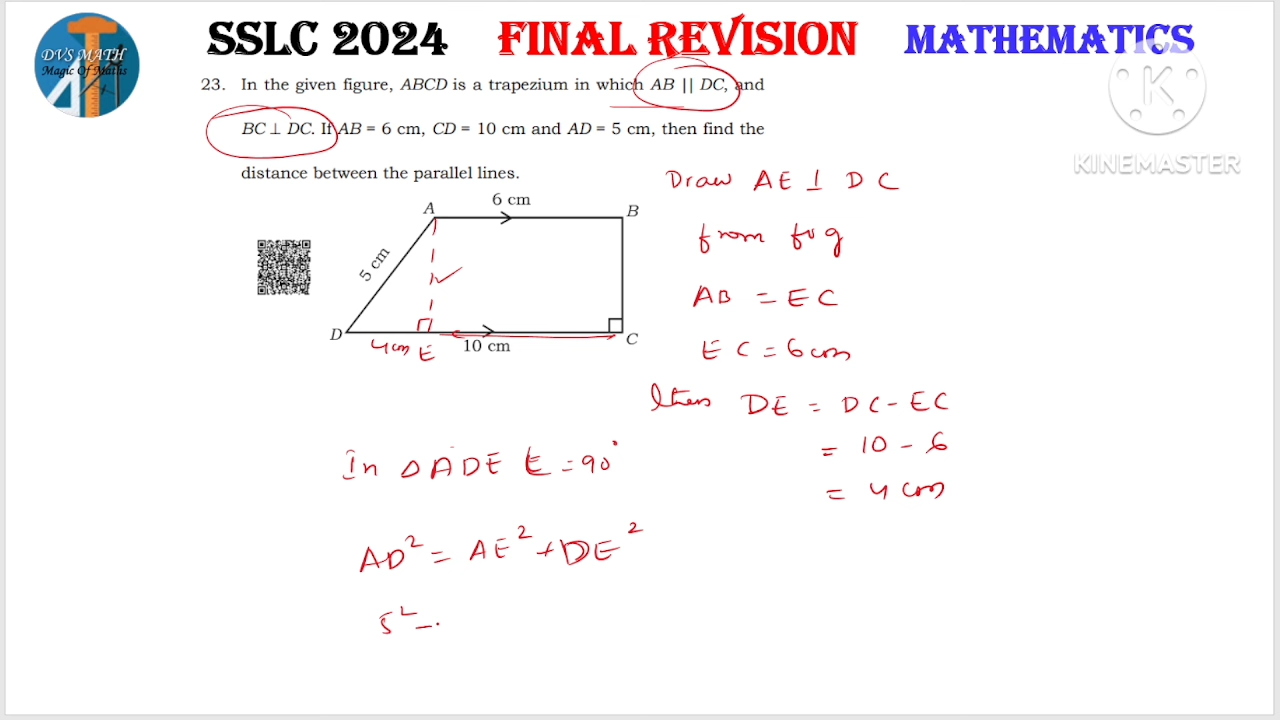 DVS MATH
Magic Of Maths
SSLC 2024 FINAL REVISION MATHEMATICS
23. In the given figure, ABCD is a trapezium in which AB || DC, and
BC ⊥ DC. If AB = 6 cm, CD = 10 cm and AD = 5 cm, then find the
distance between the parallel lines.
KINEMASTER
6 cm
A
B
5 cm
D
4cm
E
10 cm
C
Draw AE ⊥ DC
from fig
AB = EC
EC = 6cm
then DE = DC - EC
= 10 - 6
= 4 cm
In △ADE E = 90°
AD² = AE² + DE²
5² =